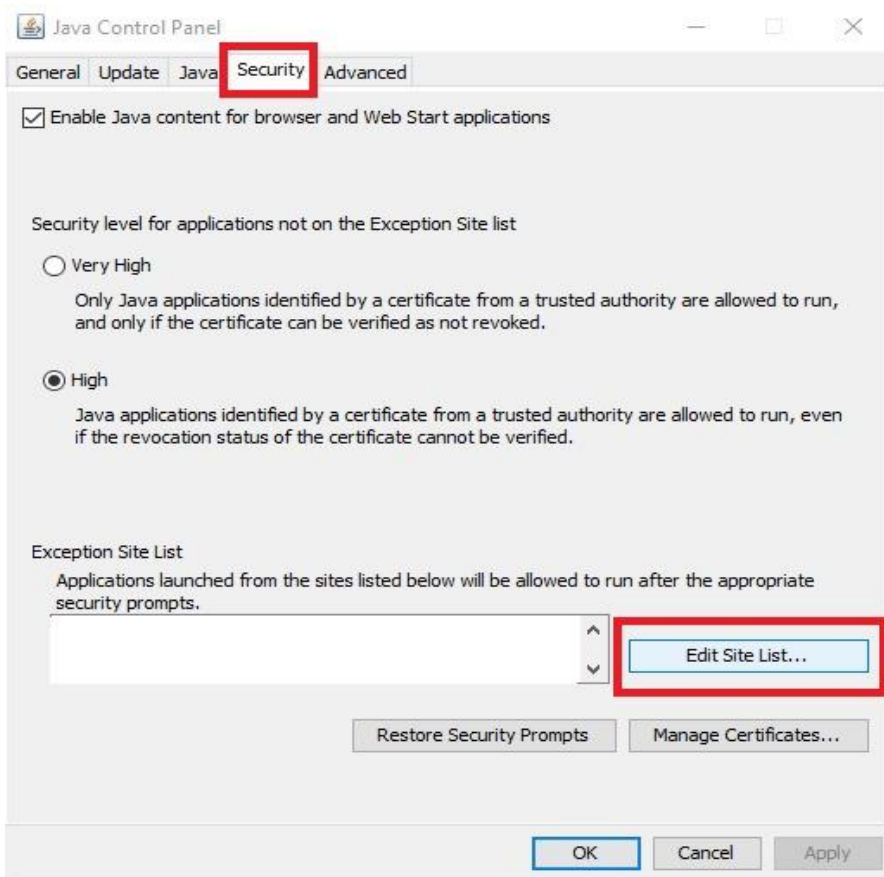 Java Control Panel
General Update Java Security Advanced
Enable Java content for browser and Web Start applications
Security level for applications not on the Exception Site list
Very High
Only Java applications identified by a certificate from a trusted authority are allowed to run,
and only if the certificate can be verified as not revoked.
High
Java applications identified by a certificate from a trusted authority are allowed to run, even
if the revocation status of the certificate cannot be verified.
Exception Site List
Applications launched from the sites listed below will be allowed to run after the appropriate
security prompts.
Edit Site List...
Restore Security Prompts Manage Certificates...
OK Cancel Apply